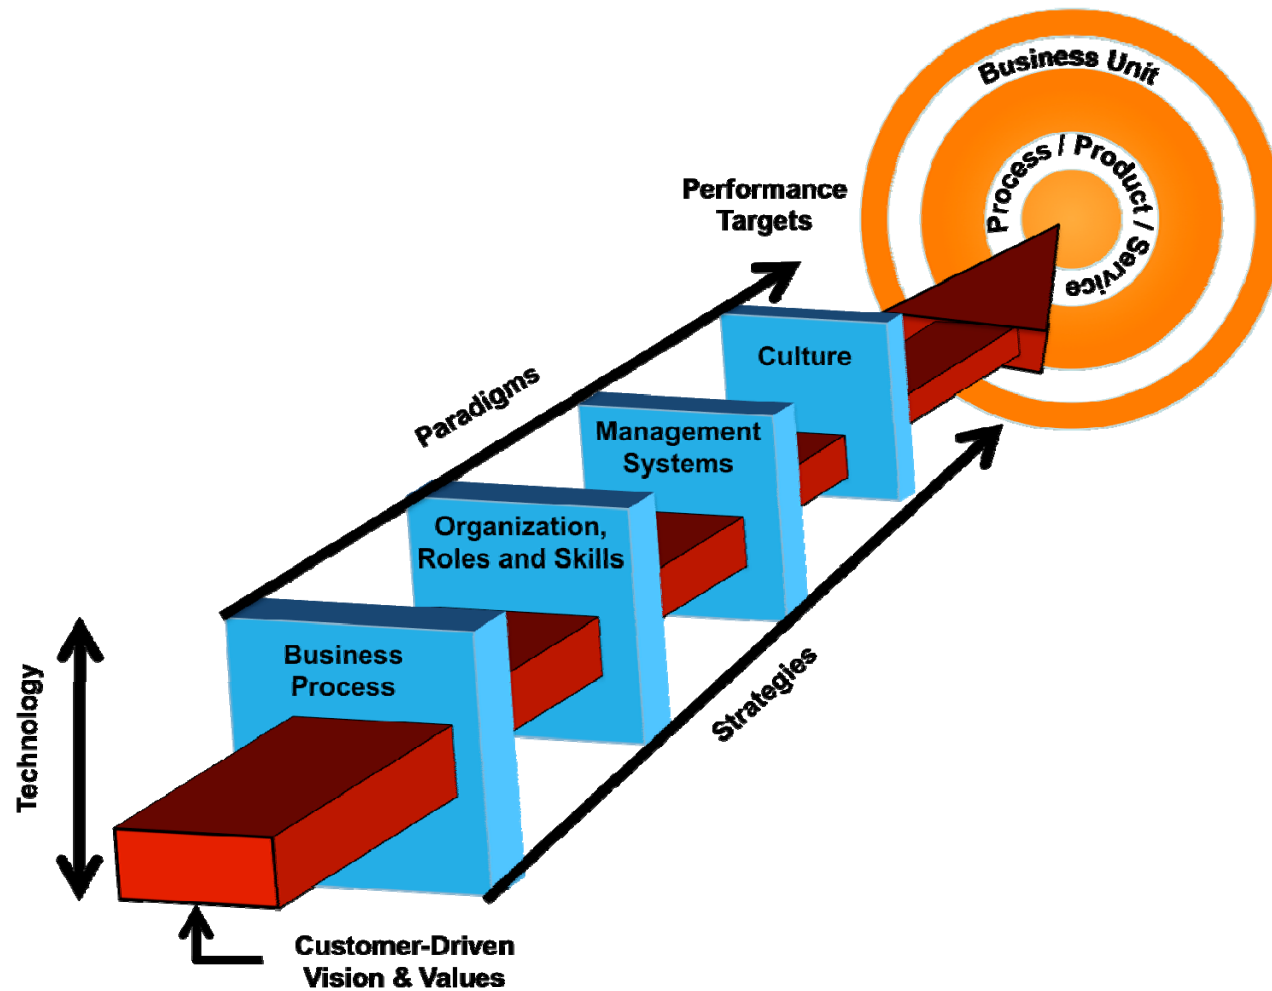 Business Unit
Process / Product / Service
Performance
Targets
Culture
Paradigms
Management
Systems
Organization,
Roles and Skills
Strategies
Business
Process
Technology
Customer-Driven
Vision & Values